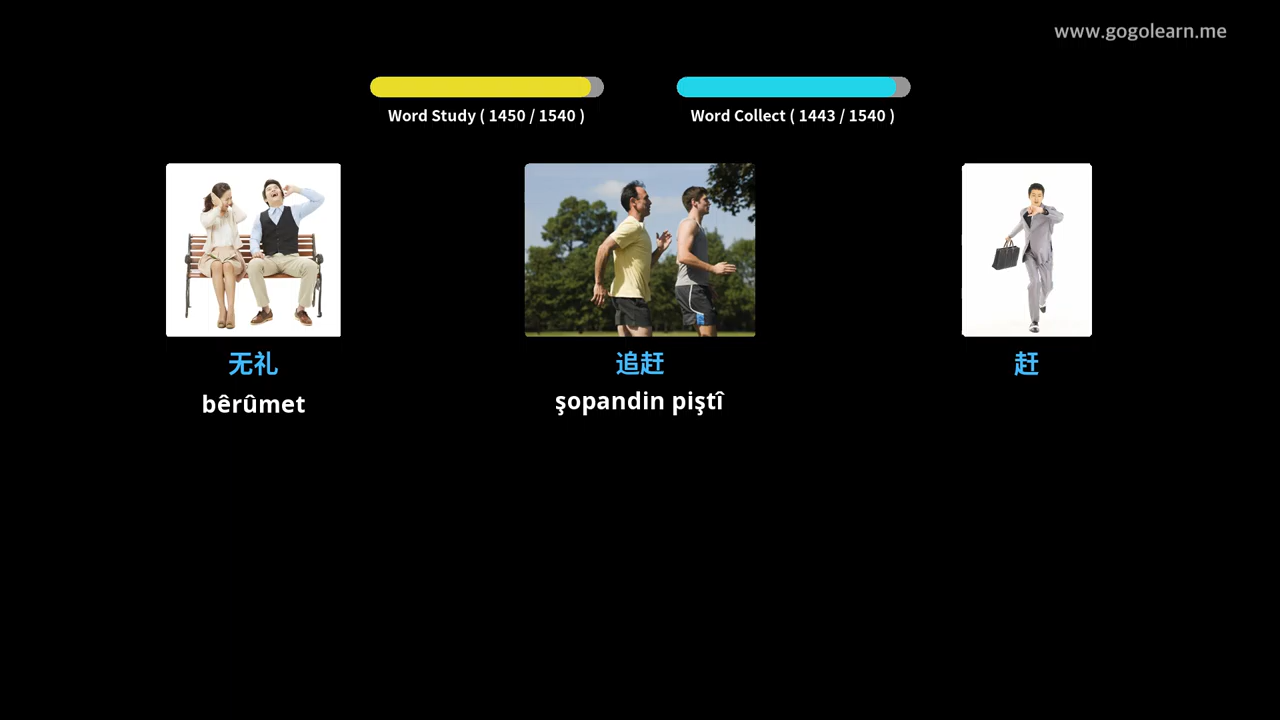 www.gogolearn.me
Word Study ( 1450 / 1540 )
Word Collect ( 1443 / 1540 )
无礼
追赶
赶
bêrûmet
şopandin piştî